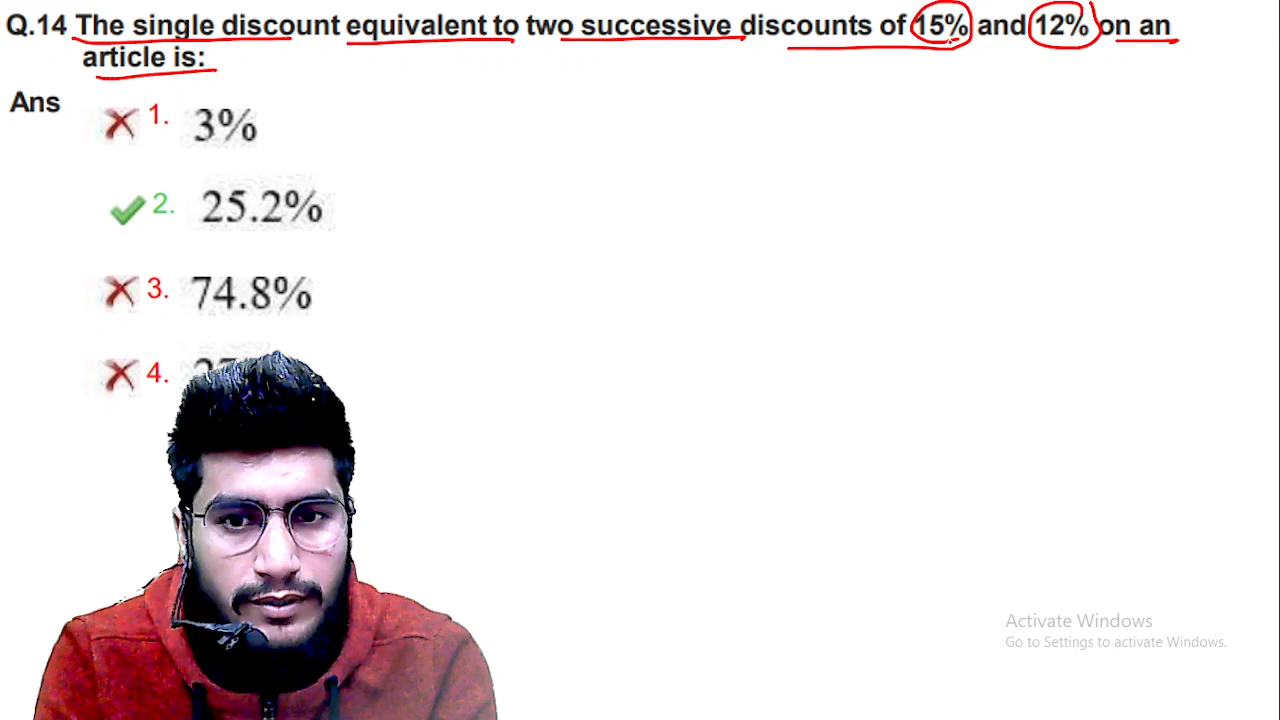 Q.14 The single discount equivalent to two successive discounts of 15% and 12% on an
article is:
Ans
1. 3%
2. 25.2%
3. 74.8%
4.
Activate Windows
Go to Settings to activate Windows.